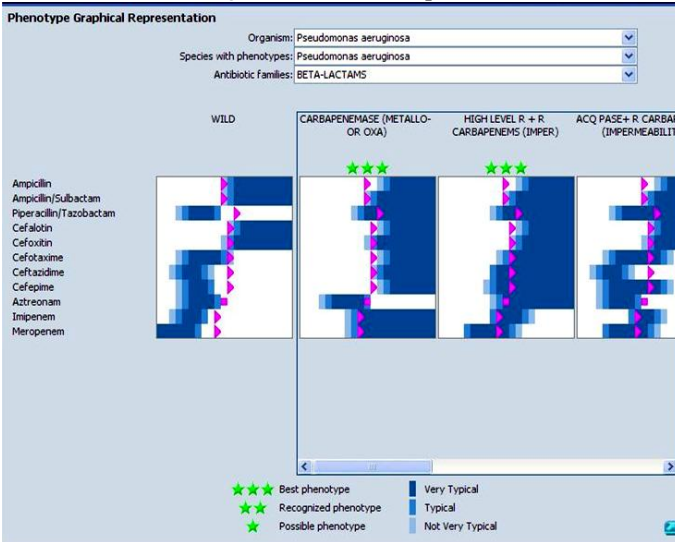 Phenotype Graphical Representation
Organism: Pseudomonas aeruginosa
Species with phenotypes: Pseudomonas aeruginosa
Antibiotic families: BETA-LACTAMS
WILD
CARBAPENEMASE (METALLO-
OR OXA)
HIGH LEVEL R + R
CARBAPENEMS (IMPER)
ACQ PASE+ R CARBA
(IMPERMEABILIT
Ampicillin
Ampicillin/Sulbactam
Piperacillin/Tazobactam
Cefalotin
Cefoxitin
Cefotaxime
Ceftazidime
Cefepime
Aztreonam
Imipenem
Meropenem
Best phenotype
Very Typical
Recognized phenotype
Typical
Possible phenotype
Not Very Typical